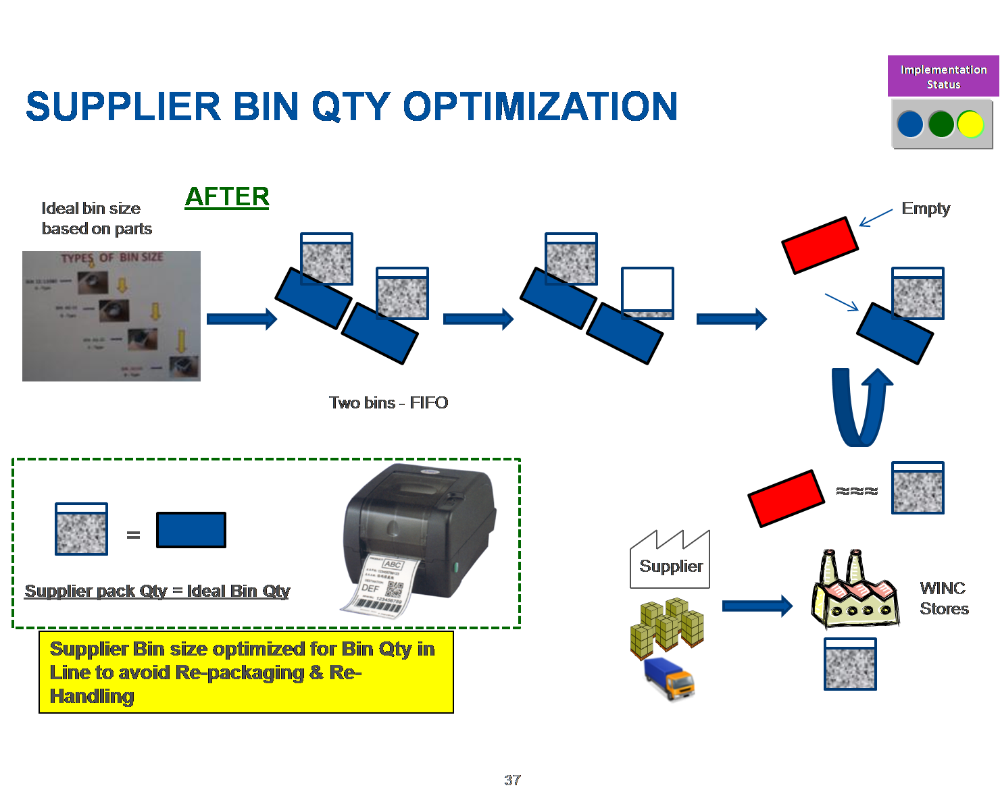 Implementation
Status
SUPPLIER BIN QTY OPTIMIZATION
AFTER
Ideal bin size
based on parts
Empty
TYPES OF BIN SIZE
Two bins - FIFO
=
≈≈≈
Supplier pack Qty = Ideal Bin Qty
ABC
DEF
123456789
Supplier
WINC
Stores
Supplier Bin size optimized for Bin Qty in
Line to avoid Re-packaging & Re-
Handling
37